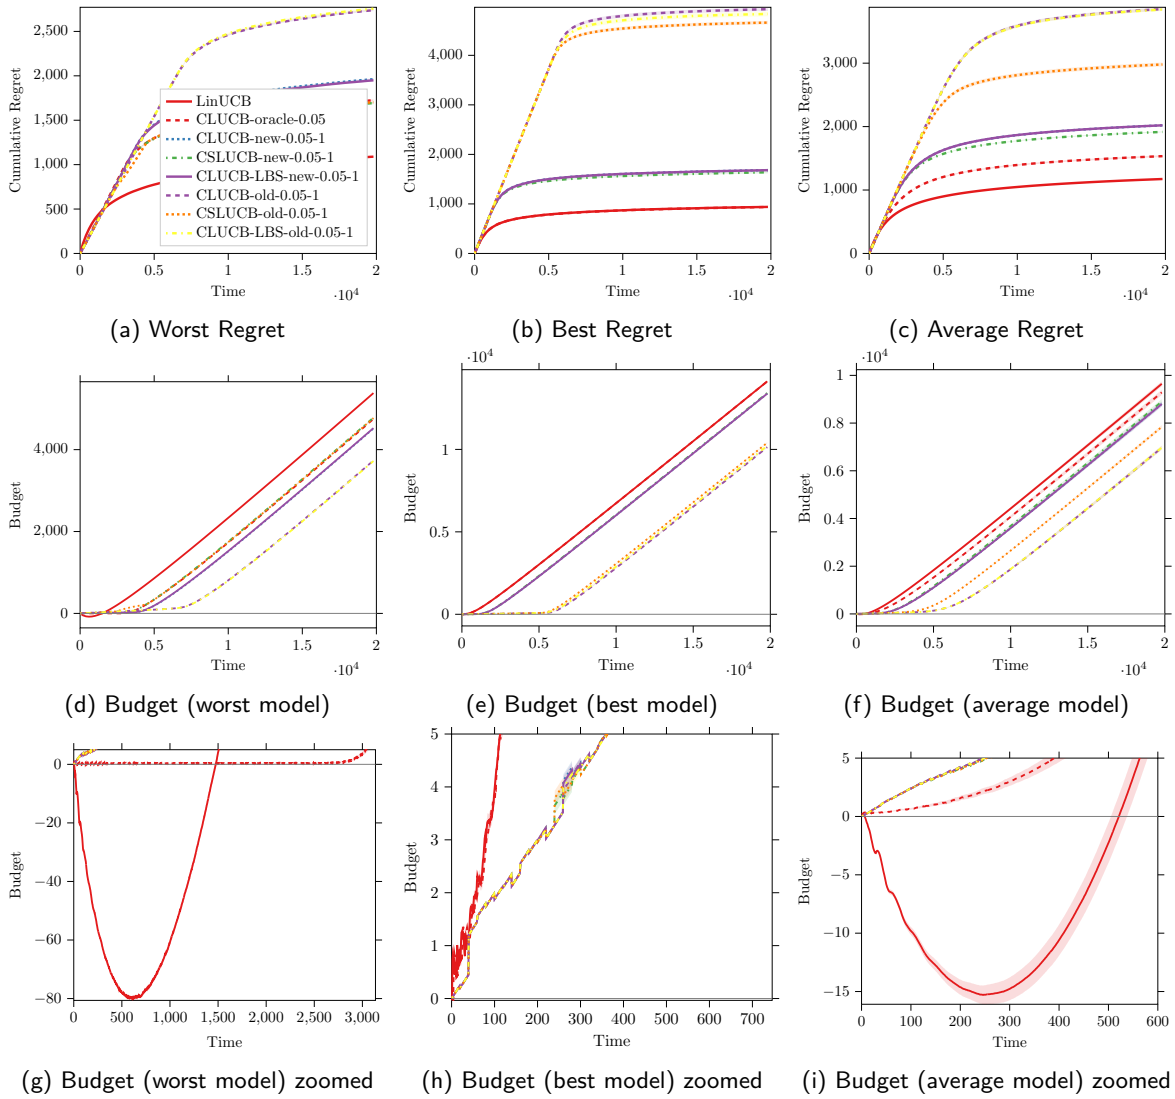 2,500
2,000
1,500
1,000
500
0
Cumulative Regret
0
0.5
1
1.5
2
Time
·10⁴
LinUCB
CLUCB-oracle-0.05
CLUCB-new-0.05-1
CSLUCB-new-0.05-1
CLUCB-LBS-new-0.05-1
CLUCB-old-0.05-1
CSLUCB-old-0.05-1
CLUCB-LBS-old-0.05-1
(a) Worst Regret
4,000
3,000
2,000
1,000
0
Cumulative Regret
0
0.5
1
1.5
2
Time
·10⁴
(b) Best Regret
3,000
2,000
1,000
0
Cumulative Regret
0
0.5
1
1.5
2
Time
·10⁴
(c) Average Regret
4,000
2,000
0
Budget
0
0.5
1
1.5
2
Time
·10⁴
(d) Budget (worst model)
·10⁴
1
0.5
0
Budget
0
0.5
1
1.5
2
Time
·10⁴
(e) Budget (best model)
·10⁴
1
0.8
0.6
0.4
0.2
0
Budget
0
0.5
1
1.5
2
Time
·10⁴
(f) Budget (average model)
0
−20
−40
−60
−80
Budget
0
500
1,000
1,500
2,000
2,500
3,000
Time
(g) Budget (worst model) zoomed
5
4
3
2
1
0
Budget
0
100
200
300
400
500
600
700
Time
(h) Budget (best model) zoomed
5
0
−5
−10
−15
Budget
0
100
200
300
400
500
600
Time
(i) Budget (average model) zoomed